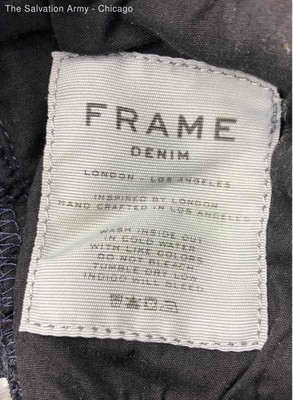 The Salvation Army - Chicago
FRAME
DENIM
LONDON - LOS ANGELES
INSPIRED BY LONDON
HAND CRAFTED IN LOS ANGELES
WASH INSIDE OUT
IN COLD WATER
WITH LIKE COLORS
DO NOT BLEACH
TUMBLE DRY LOW
INDIGO WILL BLEED